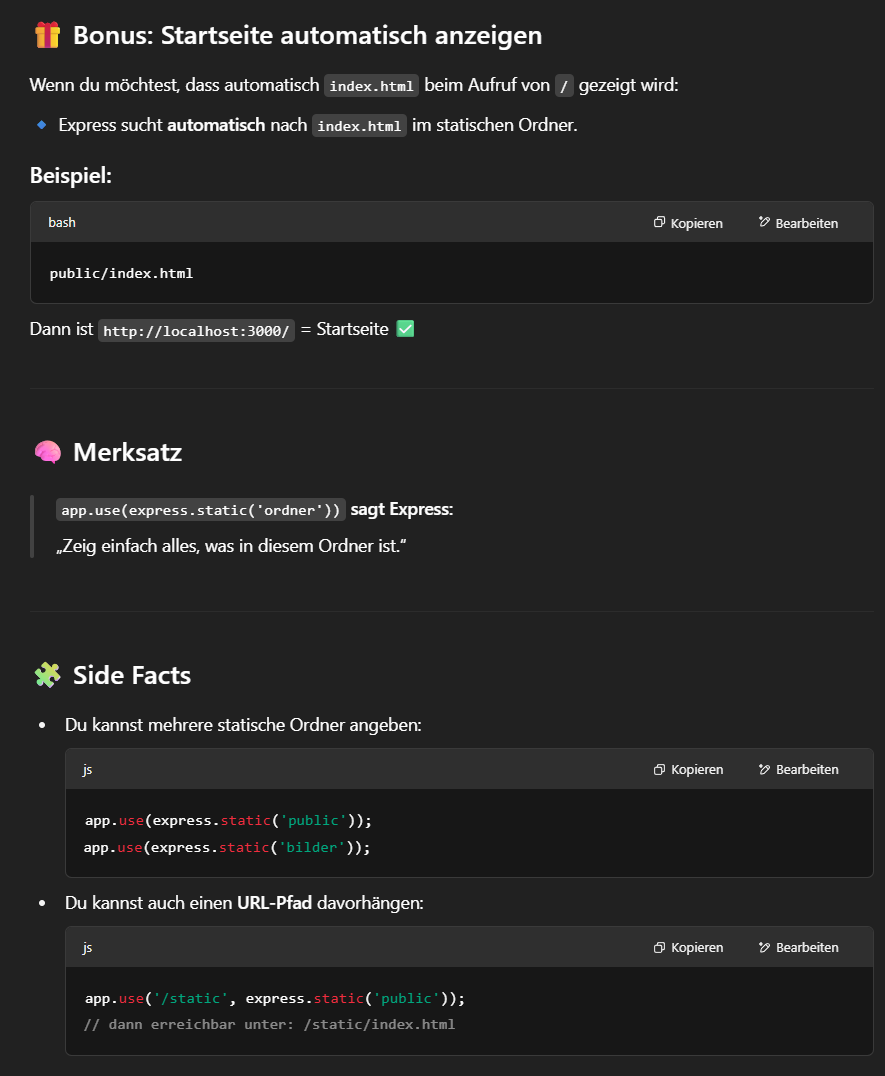 🎁 Bonus: Startseite automatisch anzeigen
Wenn du möchtest, dass automatisch index.html beim Aufruf von / gezeigt wird:
🔹 Express sucht automatisch nach index.html im statischen Ordner.
Beispiel:
bash Kopieren Bearbeiten
public/index.html
Dann ist http://localhost:3000/ = Startseite ✅
🧠 Merksatz
app.use(express.static('ordner')) sagt Express:
„Zeig einfach alles, was in diesem Ordner ist.“
🧩 Side Facts
• Du kannst mehrere statische Ordner angeben:
js Kopieren Bearbeiten
app.use(express.static('public'));
app.use(express.static('bilder'));
• Du kannst auch einen URL-Pfad davorhängen:
js Kopieren Bearbeiten
app.use('/static', express.static('public'));
// dann erreichbar unter: /static/index.html